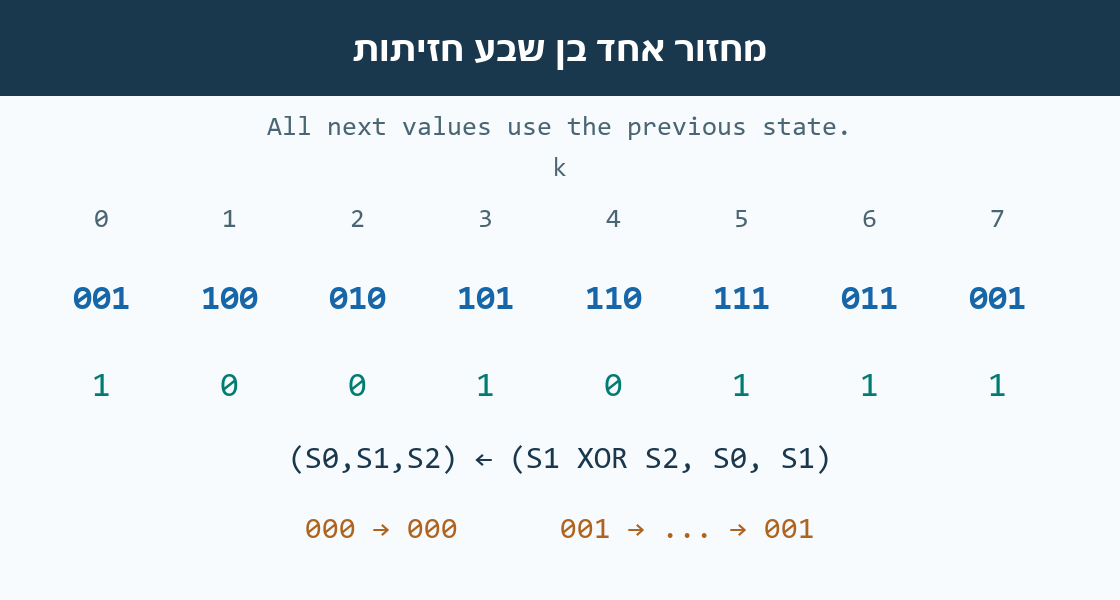 מחזור אחד בן שבע חזיתות
All next values use the previous state.
k
0 1 2 3 4 5 6 7
001 100 010 101 110 111 011 001
1 0 0 1 0 1 1 1
(S0,S1,S2) ← (S1 XOR S2, S0, S1)
000 → 000 001 → ... → 001